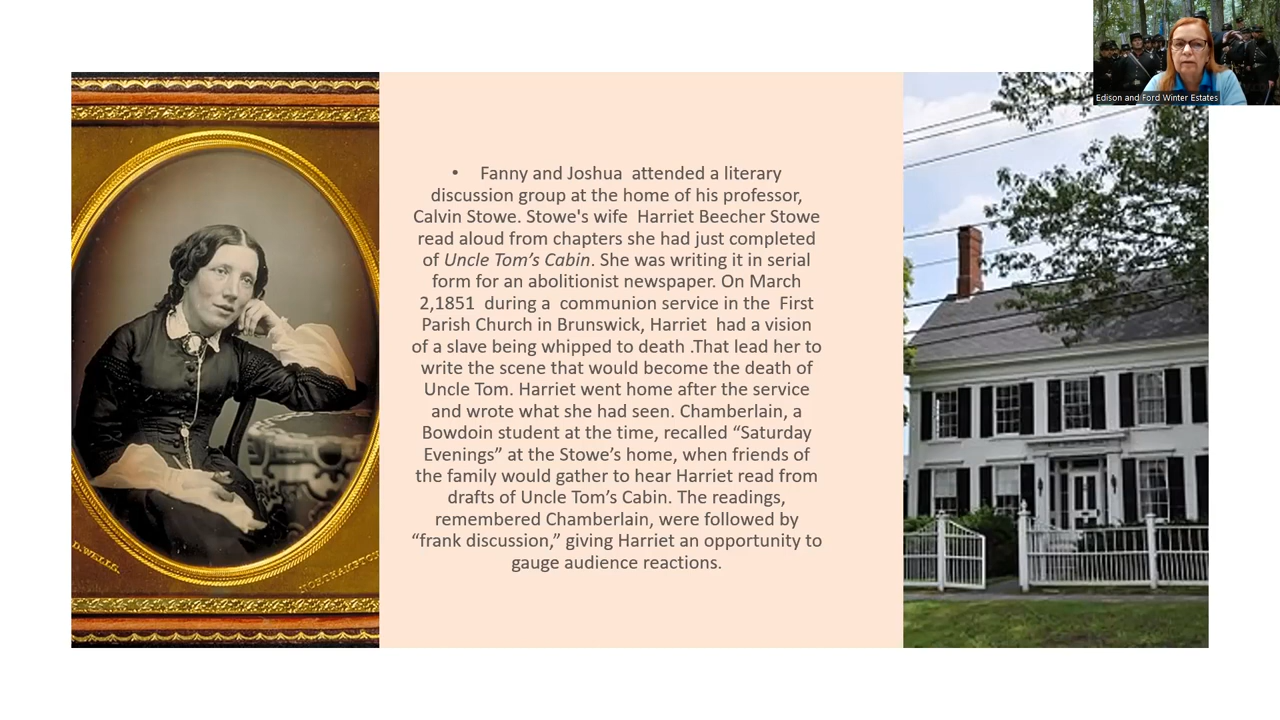 Edison and Ford Winter Estates
• Fanny and Joshua attended a literary
discussion group at the home of his professor,
Calvin Stowe. Stowe's wife Harriet Beecher Stowe
read aloud from chapters she had just completed
of Uncle Tom’s Cabin. She was writing it in serial
form for an abolitionist newspaper. On March
2,1851 during a communion service in the First
Parish Church in Brunswick, Harriet had a vision
of a slave being whipped to death .That lead her to
write the scene that would become the death of
Uncle Tom. Harriet went home after the service
and wrote what she had seen. Chamberlain, a
Bowdoin student at the time, recalled “Saturday
Evenings” at the Stowe’s home, when friends of
the family would gather to hear Harriet read from
drafts of Uncle Tom’s Cabin. The readings,
remembered Chamberlain, were followed by
“frank discussion,” giving Harriet an opportunity to
gauge audience reactions.
D. WELLS.
NORTHAMPTON